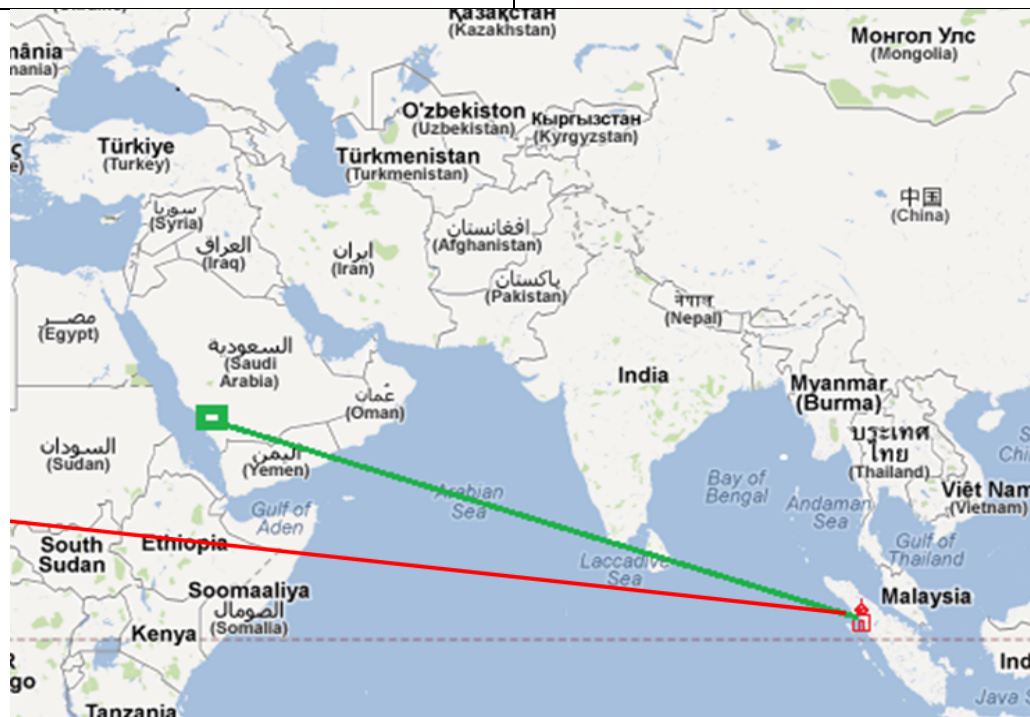 Қазақстан
(Kazakhstan)
Монгол Улс
(Mongolia)
O'zbekiston
(Uzbekistan)
Кыргызстан
(Kyrgyzstan)
Türkiye
(Turkey)
Türkmenistan
(Turkmenistan)
سوريا
(Syria)
العراق
(Iraq)
ایران
(Iran)
افغانستان
(Afghanistan)
中国
(China)
پاکستان
(Pakistan)
नेपाल
(Nepal)
مصر
(Egypt)
السعودية
(Saudi
Arabia)
عُمان
(Oman)
India
Myanmar
(Burma)
السودان
(Sudan)
اليمن
(Yemen)
ประเทศ
ไทย
(Thailand)
Arabian
Sea
Bay of
Bengal
Andaman
Sea
Việt Nam
(Vietnam)
Gulf of
Aden
Gulf of
Thailand
South
Sudan
Ethiopia
Laccadive
Sea
Soomaaliya
الصومال
(Somalia)
Malaysia
Kenya
Tanzania
Java